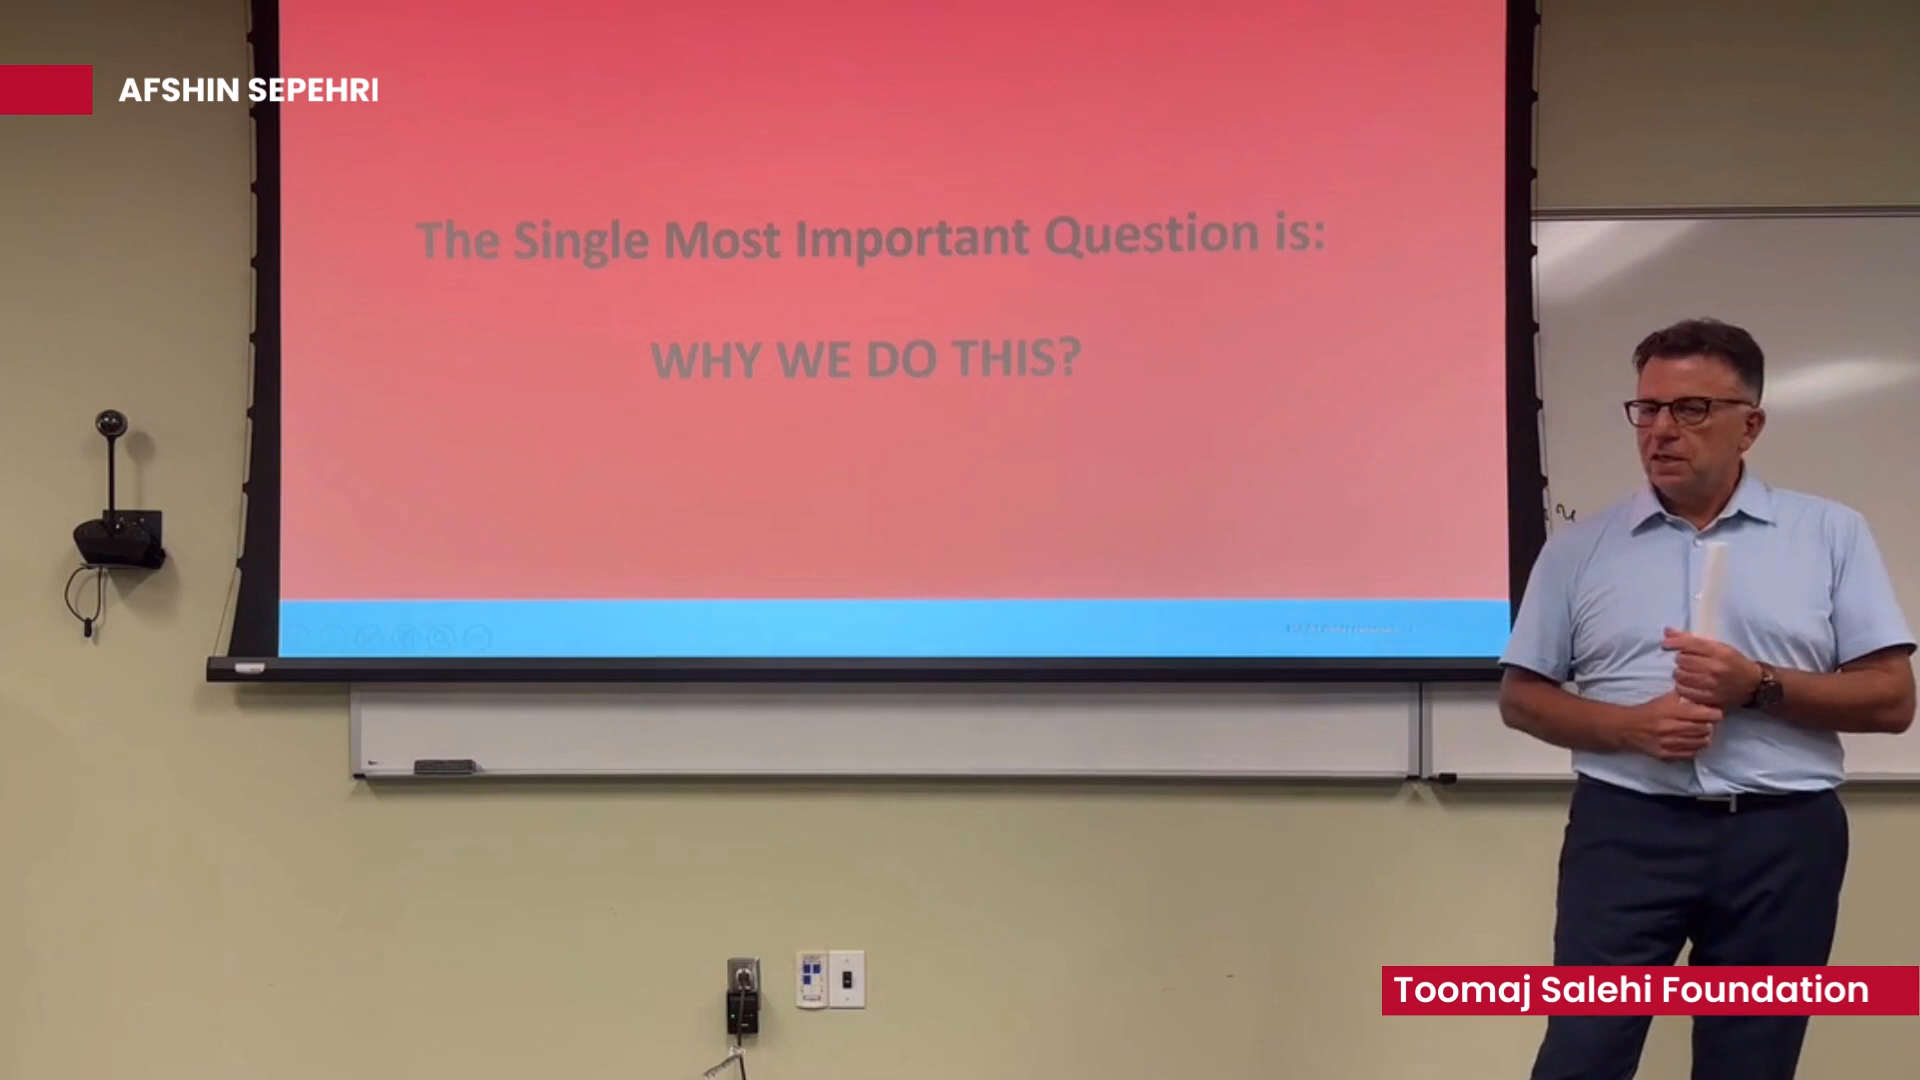 AFSHIN SEPEHRI
The Single Most Important Question is:
WHY WE DO THIS?
Toomaj Salehi Foundation